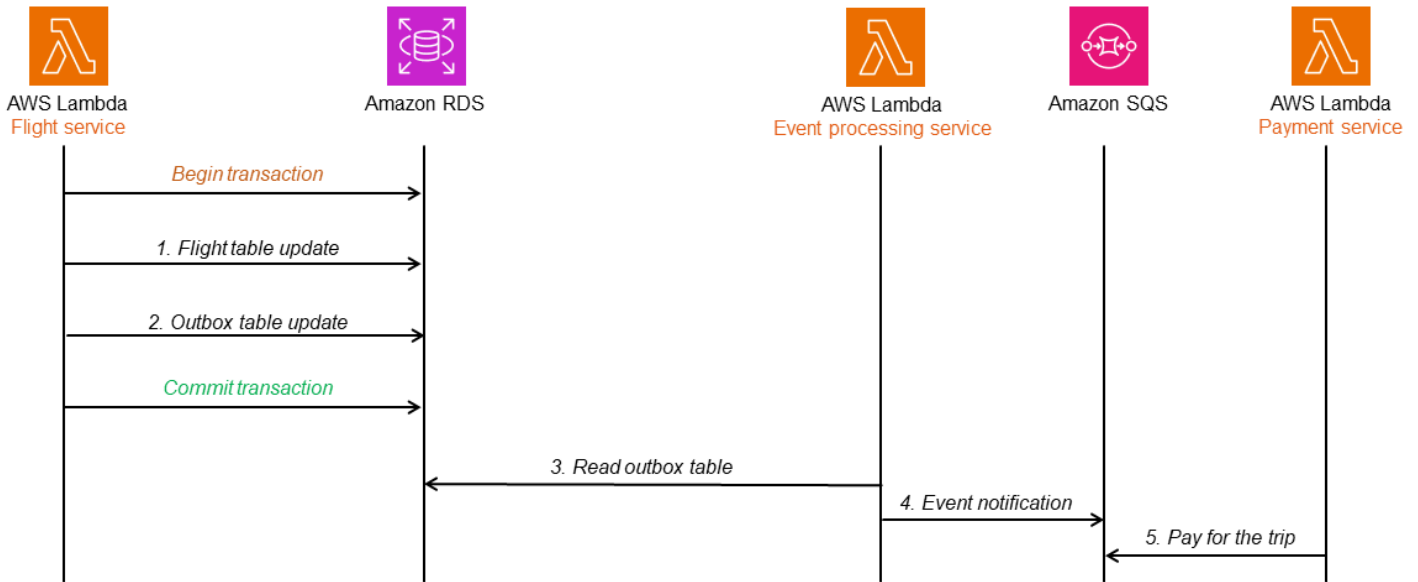 AWS Lambda
Flight service
Amazon RDS
AWS Lambda
Event processing service
Amazon SQS
AWS Lambda
Payment service
Begin transaction
1. Flight table update
2. Outbox table update
Commit transaction
3. Read outbox table
4. Event notification
5. Pay for the trip